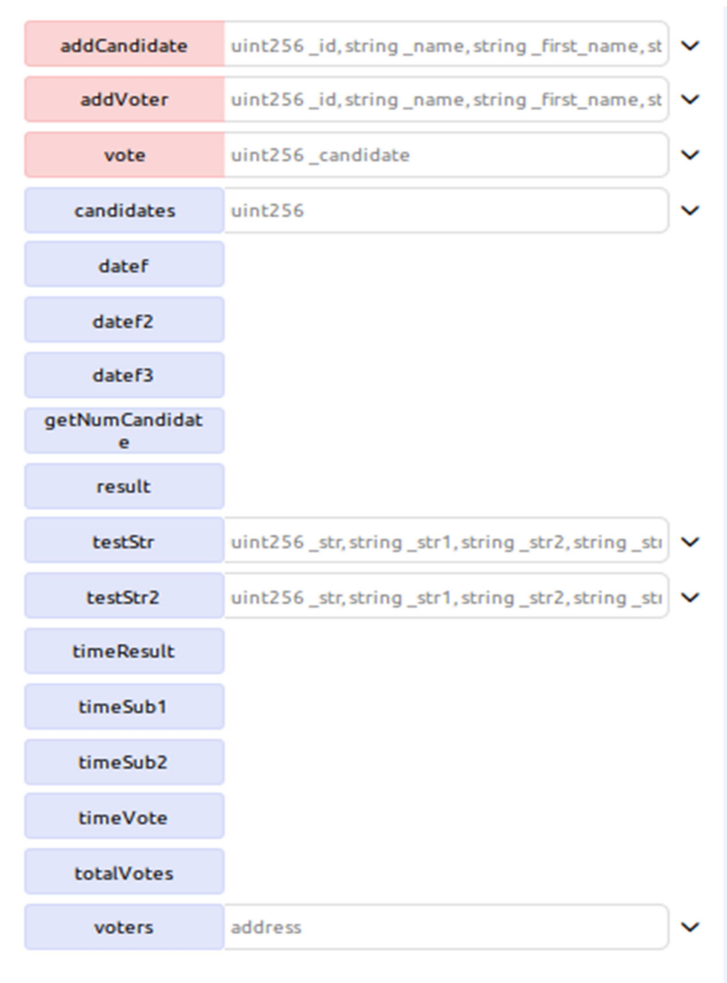 addCandidate uint256 _id, string _name, string _first_name, st
addVoter uint256 _id, string _name, string _first_name, st
vote uint256 _candidate
candidates uint256
datef
datef2
datef3
getNumCandidat
e
result
testStr uint256 _str, string _str1, string _str2, string _str
testStr2 uint256 _str, string _str1, string _str2, string _str
timeResult
timeSub1
timeSub2
timeVote
totalVotes
voters address